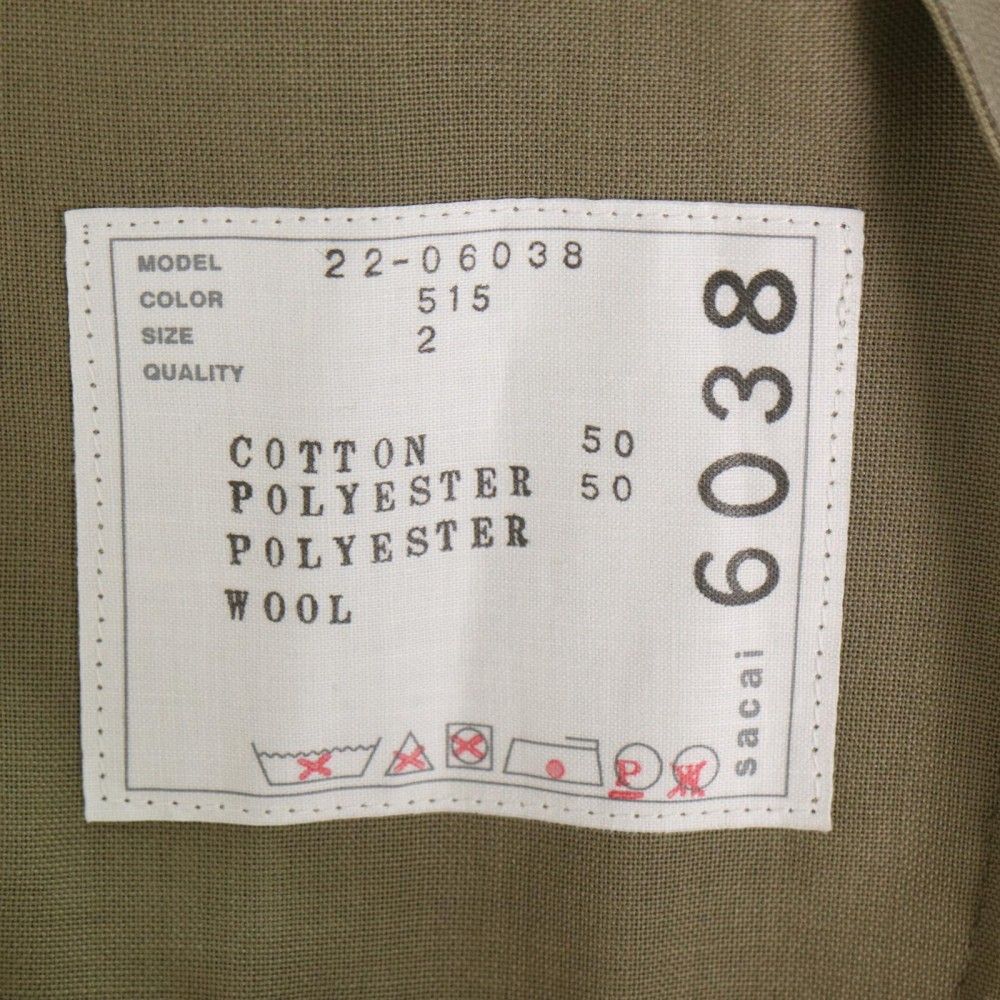 MODEL 22-06038
COLOR 515
SIZE 2
QUALITY
COTTON 50
POLYESTER 50
POLYESTER
WOOL
P
W
sacai 6038